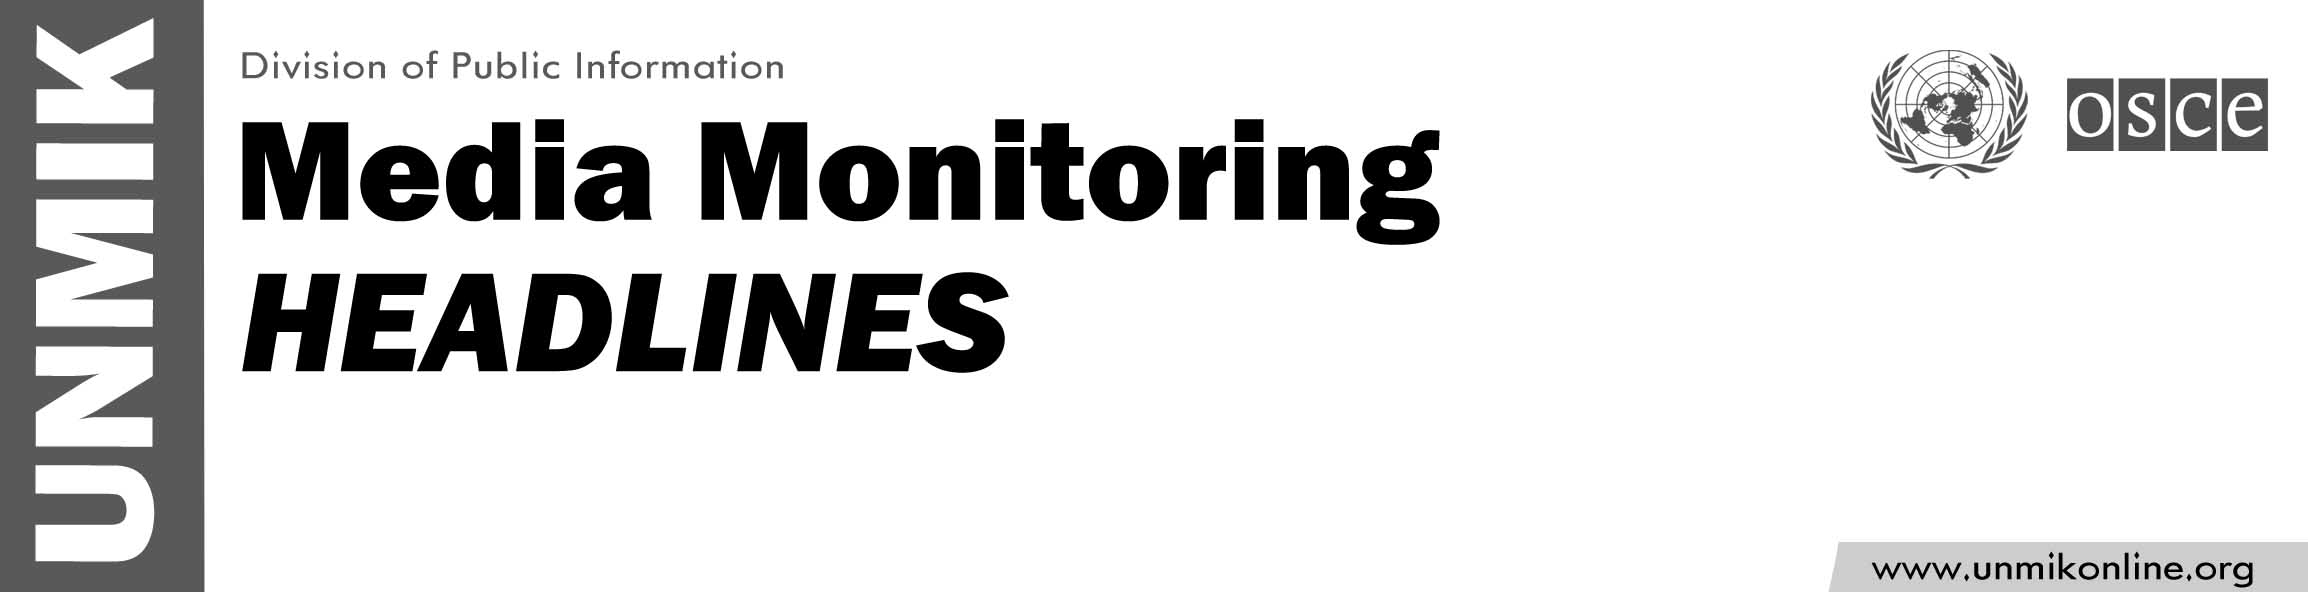 UNMIK
Division of Public Information
Media Monitoring
HEADLINES
osce
www.unmikonline.org